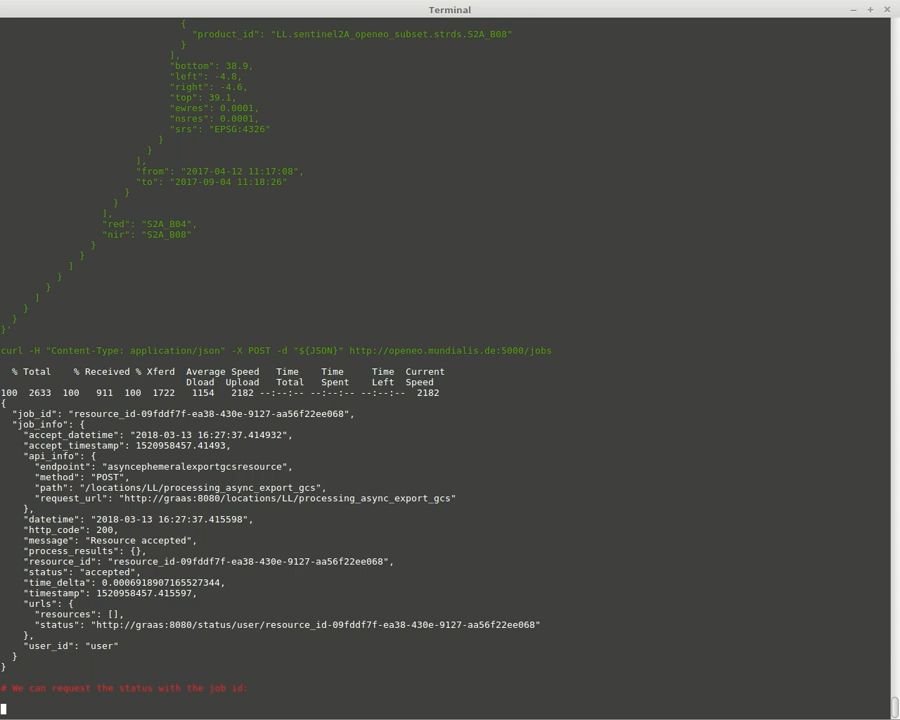 Terminal
{
"product_id": "LL.sentinel2A_openeo_subset.strds.S2A_B08"
}
],
"bottom": 38.9,
"left": -4.8,
"right": -4.6,
"top": 39.1,
"ewres": 0.0001,
"nsres": 0.0001,
"srs": "EPSG:4326"
}
}
],
"from": "2017-04-12 11:17:08",
"to": "2017-09-04 11:18:26"
}
}
],
"red": "S2A_B04",
"nir": "S2A_B08"
}
}
]
}
}
]
}
}
}'
curl -H "Content-Type: application/json" -X POST -d "${JSON}" http://openeo.mundialis.de:5000/jobs
% Total    % Received % Xferd  Average Speed   Time    Time     Time  Current
Dload  Upload   Total   Spent    Left  Speed
100  2633  100   911  100  1722   1154   2182 --:--:-- --:--:-- --:--:--  2182
{
"job_id": "resource_id-09fddf7f-ea38-430e-9127-aa56f22ee068",
"job_info": {
"accept_datetime": "2018-03-13 16:27:37.414932",
"accept_timestamp": 1520958457.41493,
"api_info": {
"endpoint": "asyncephemeralexportgcsresource",
"method": "POST",
"path": "/locations/LL/processing_async_export_gcs",
"request_url": "http://graas:8080/locations/LL/processing_async_export_gcs"
},
"datetime": "2018-03-13 16:27:37.415598",
"http_code": 200,
"message": "Resource accepted",
"process_results": {},
"resource_id": "resource_id-09fddf7f-ea38-430e-9127-aa56f22ee068",
"status": "accepted",
"time_delta": 0.0006918907165527344,
"timestamp": 1520958457.415597,
"urls": {
"resources": [],
"status": "http://graas:8080/status/user/resource_id-09fddf7f-ea38-430e-9127-aa56f22ee068"
},
"user_id": "user"
}
}
# We can request the status with the job id: